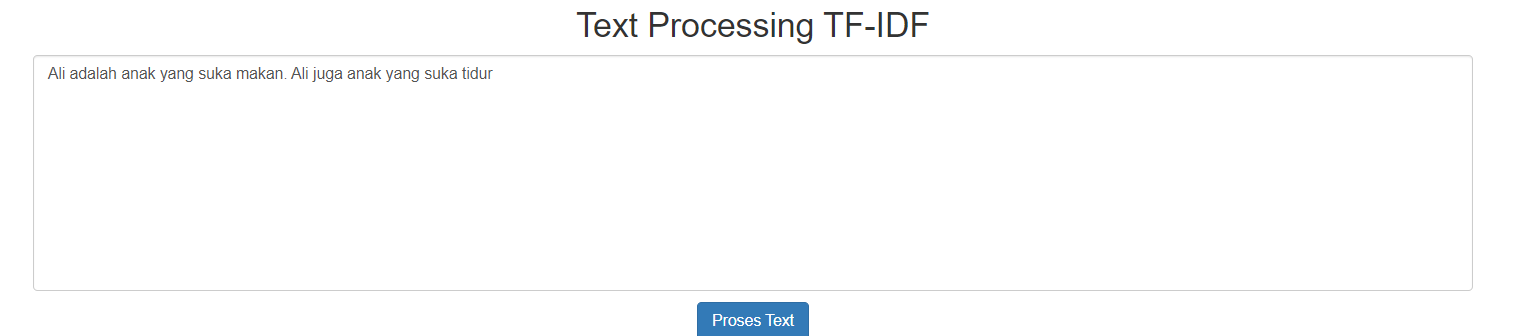 Text Processing TF-IDF
Ali adalah anak yang suka makan. Ali juga anak yang suka tidur
Proses Text